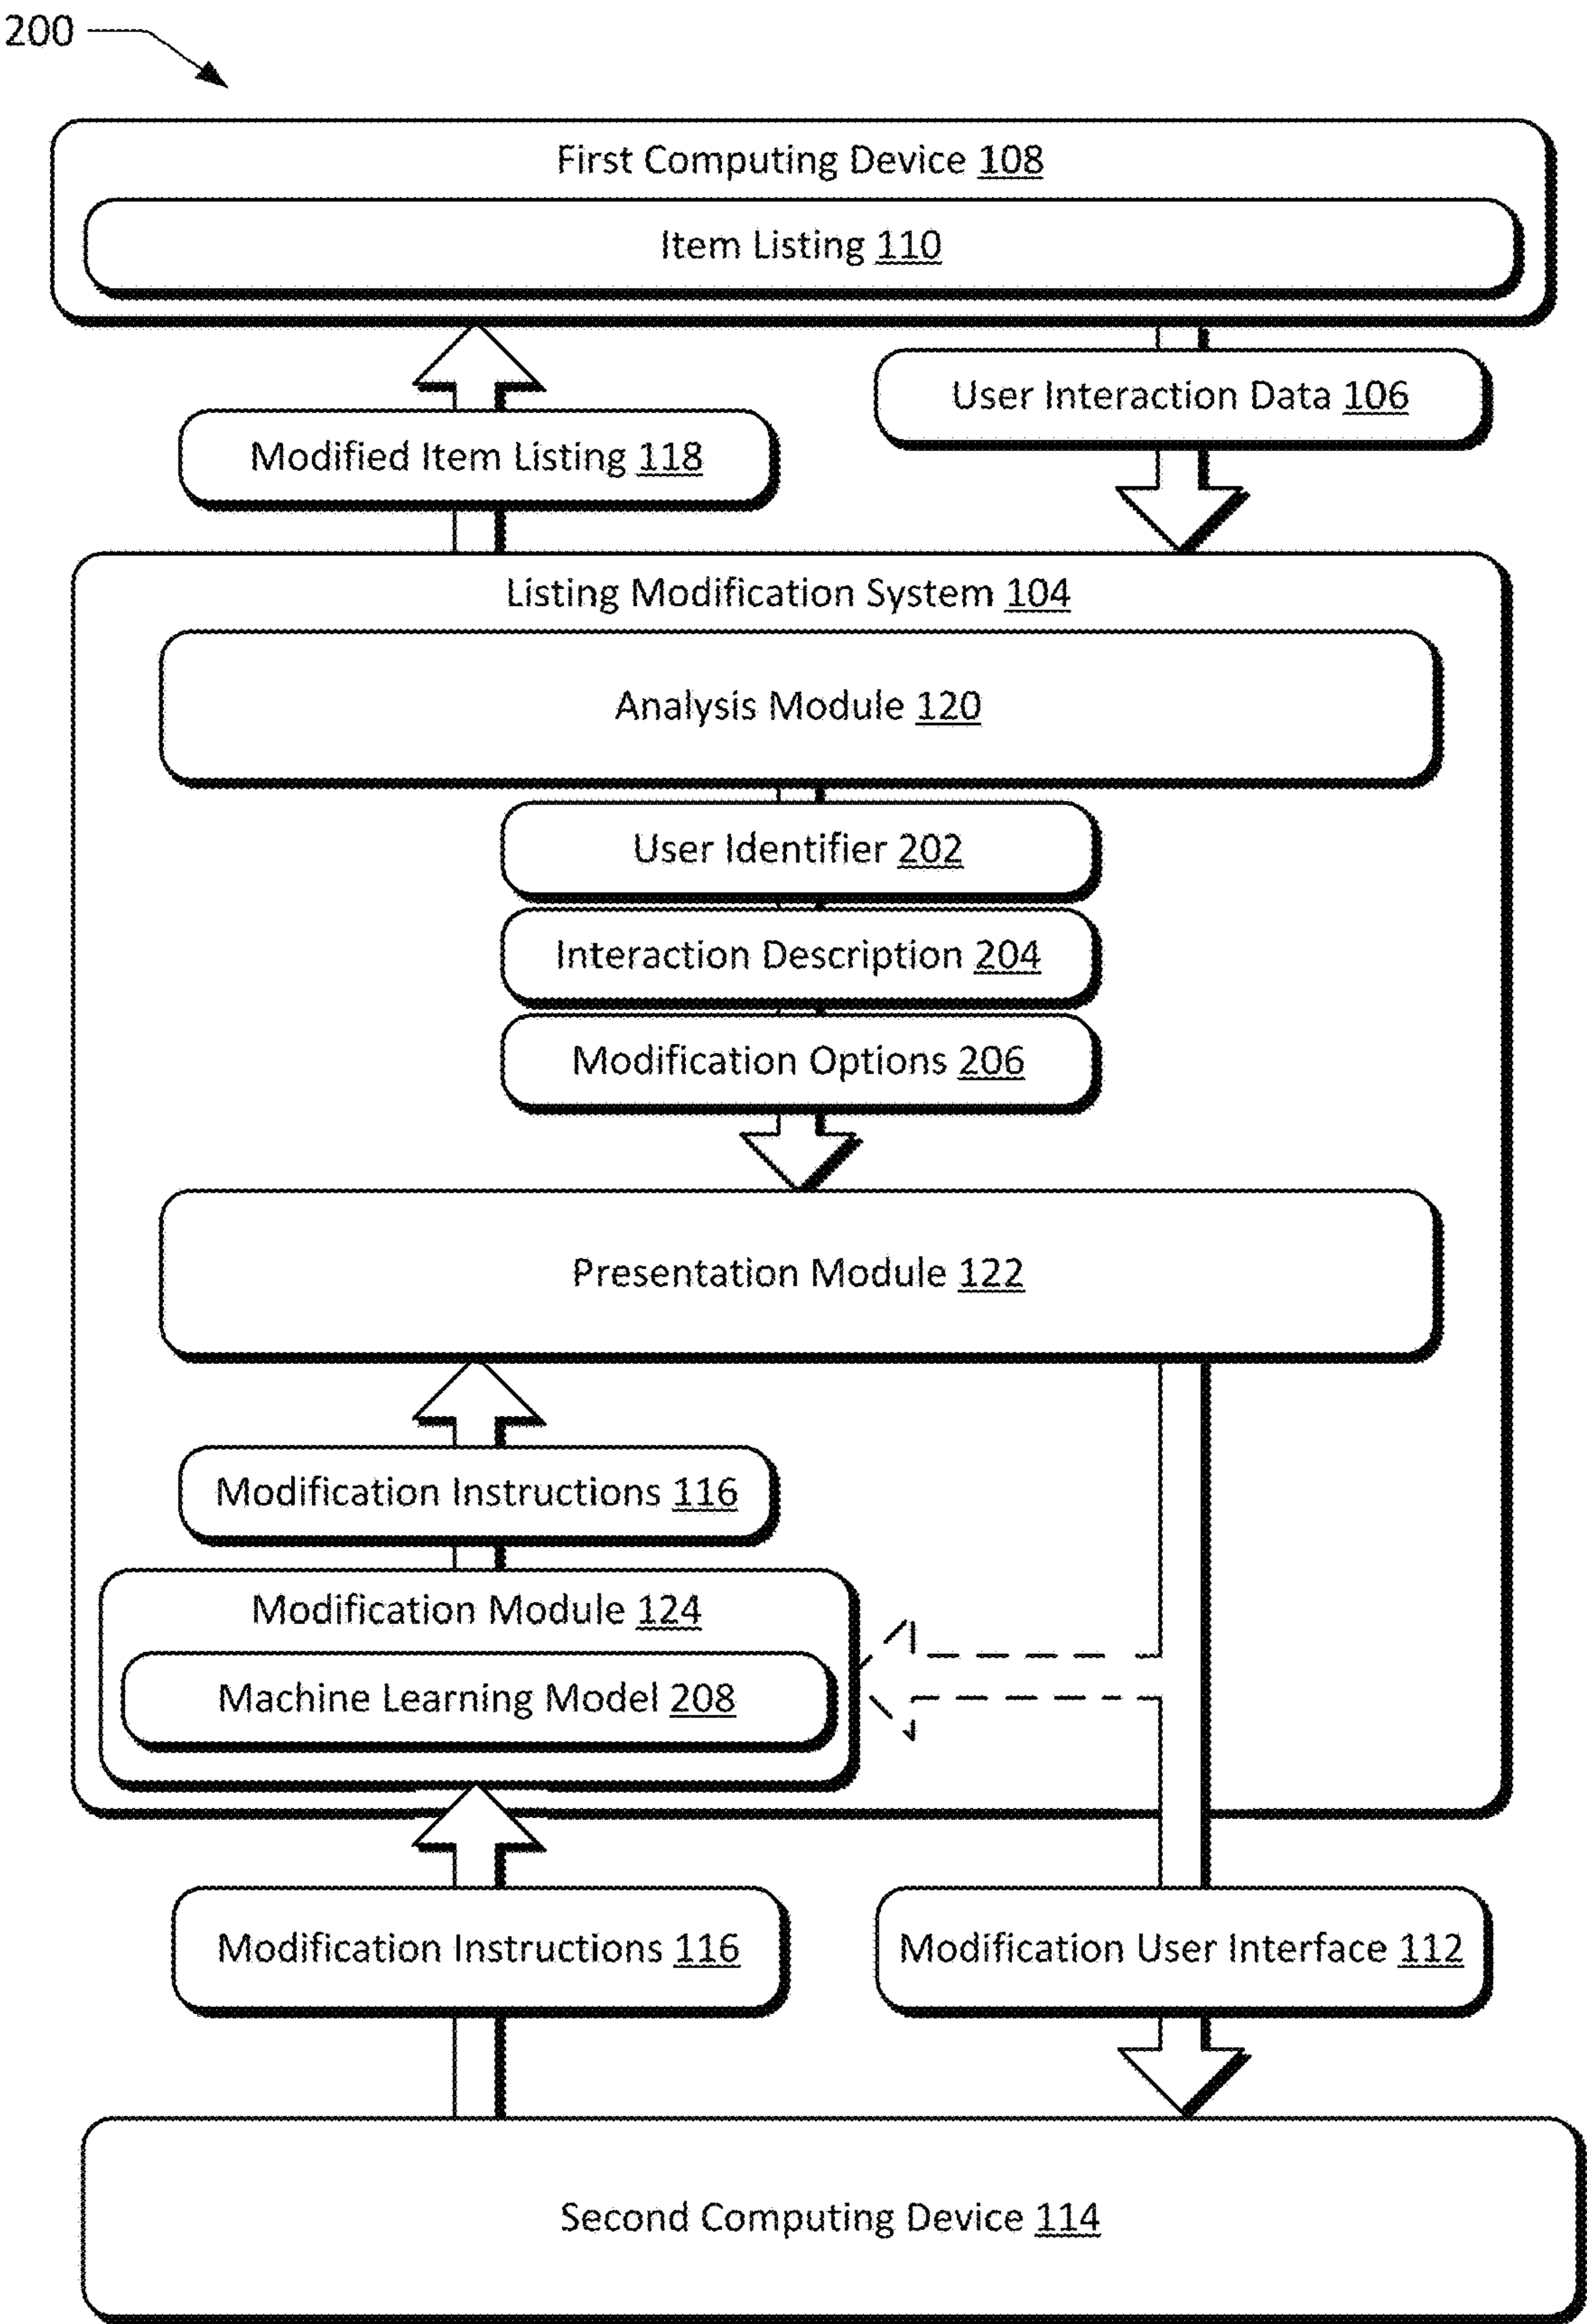 200
First Computing Device 108
Item Listing 110
User Interaction Data 106
Modified Item Listing 118
Listing Modification System 104
Analysis Module 120
User Identifier 202
Interaction Description 204
Modification Options 206
Presentation Module 122
Modification Instructions 116
Modification Module 124
Machine Learning Model 208
Modification Instructions 116
Modification User Interface 112
Second Computing Device 114